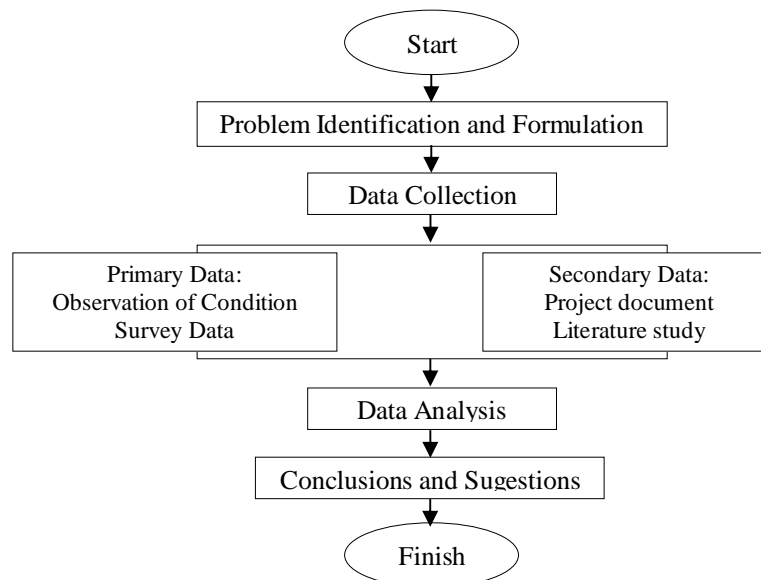 Start
Problem Identification and Formulation
Data Collection
Primary Data:
Observation of Condition
Survey Data
Secondary Data:
Project document
Literature study
Data Analysis
Conclusions and Sugestions
Finish